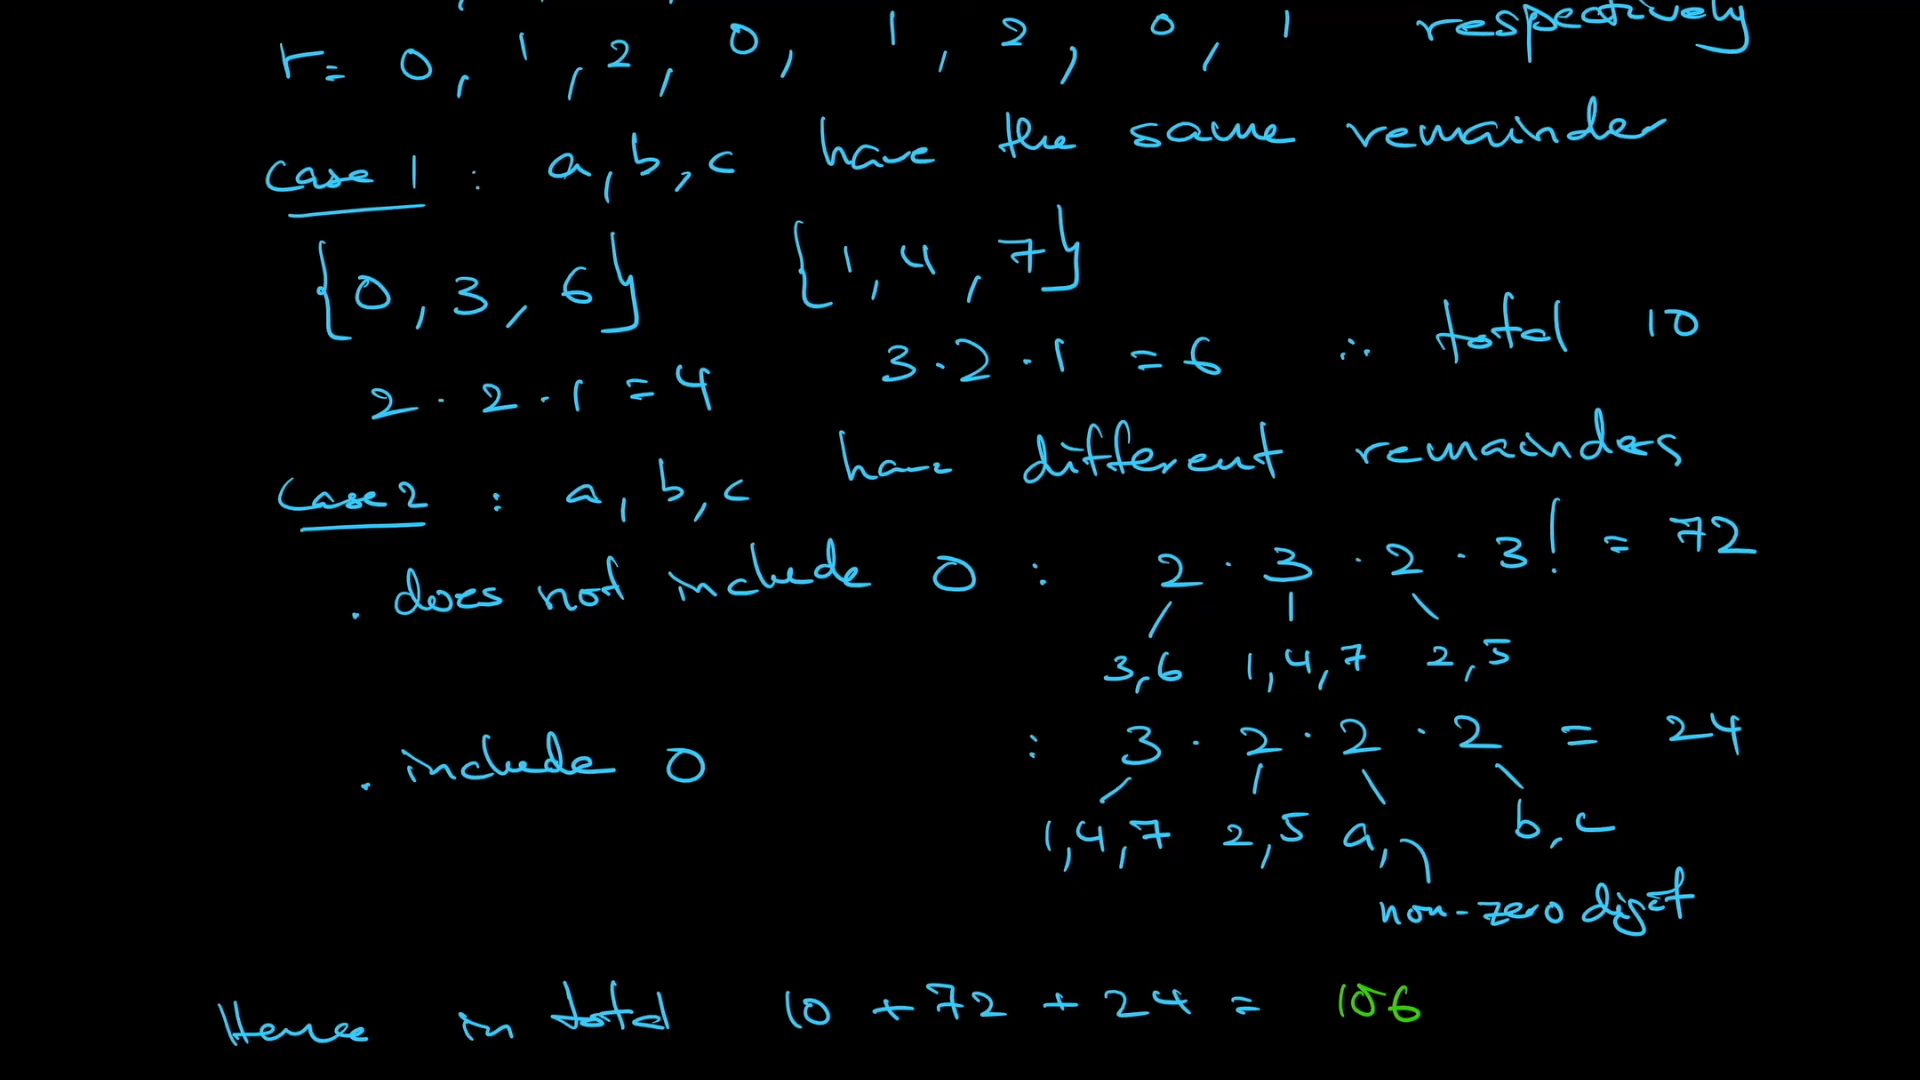 r= 0, 1, 2, 0, 1, 2, 0, 1 respectively
Case 1 : a, b, c have the same remainder
{0, 3, 6} {1, 4, 7}
2 · 2 · 1 = 4 3 · 2 · 1 = 6 ∴ total 10
Case 2 : a, b, c have different remainders
· does not include 0 : 2 · 3 · 2 · 3! = 72
3,6 1,4,7 2,5
· include 0 : 3 · 2 · 2 · 2 = 24
1,4,7 2,5 a, b, c
non-zero digit
Hence in total 10 + 72 + 24 = 106